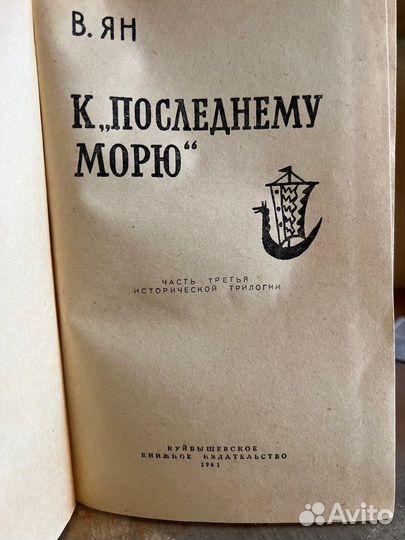 В. ЯН
К „ПОСЛЕДНЕМУ
МОРЮ“
ЧАСТЬ ТРЕТЬЯ
ИСТОРИЧЕСКОЙ ТРИЛОГИИ
КУЙБЫШЕВСКОЕ
КНИЖНОЕ ИЗДАТЕЛЬСТВО
1961
Avito